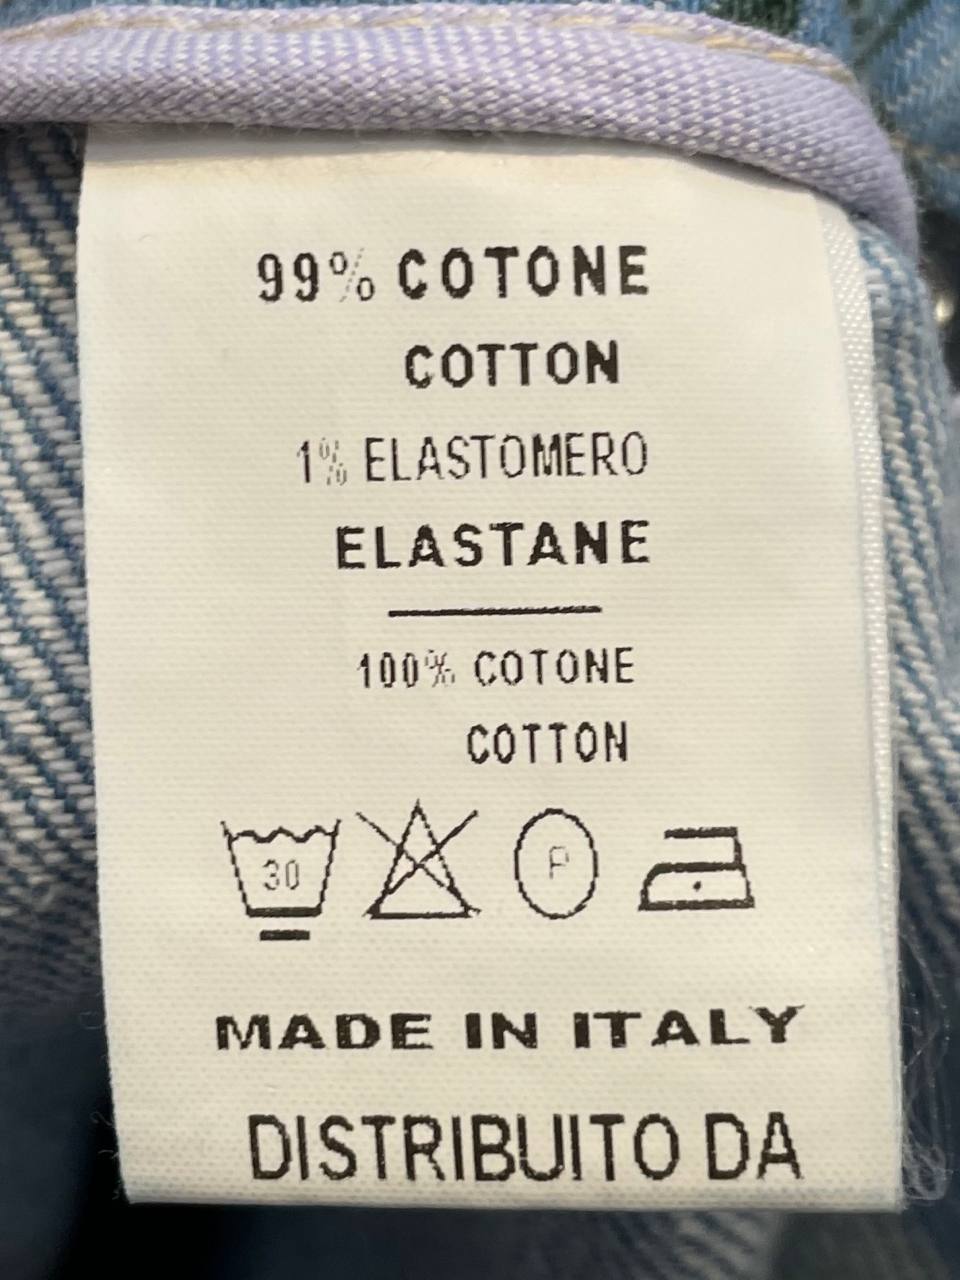 99% COTONE
COTTON
1% ELASTOMERO
ELASTANE
100% COTONE
COTTON
30 P
MADE IN ITALY
DISTRIBUITO DA